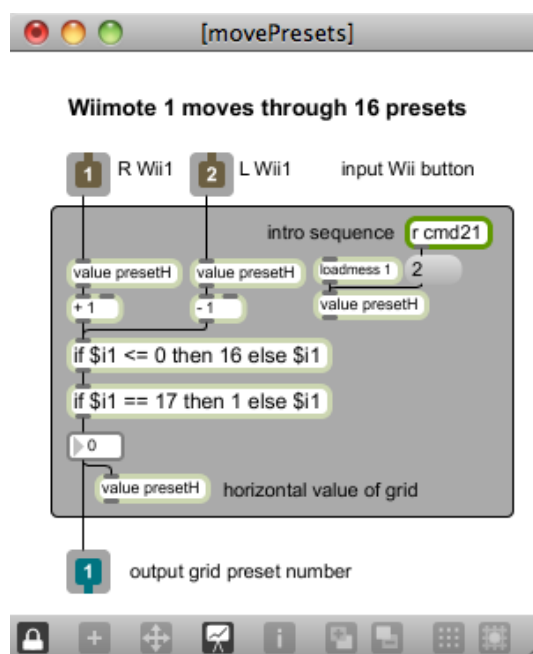 [movePresets]
Wiimote 1 moves through 16 presets
1 R Wii1 2 L Wii1 input Wii button
intro sequence r cmd21
value presetH value presetH loadmess 1 2
+ 1 - 1 value presetH
if $i1 <= 0 then 16 else $i1
if $i1 == 17 then 1 else $i1
0
value presetH horizontal value of grid
1 output grid preset number